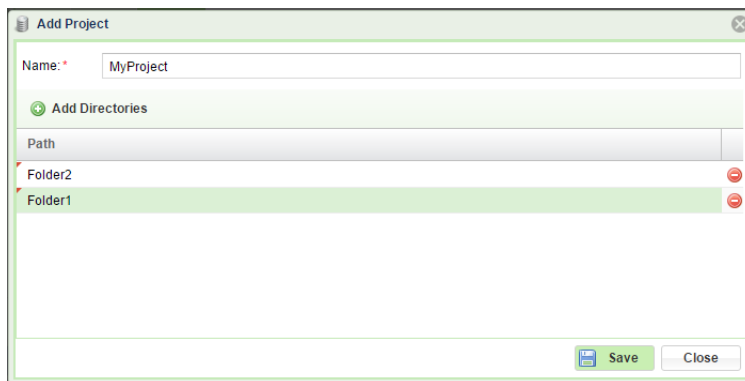 Add Project
Name:* MyProject
Add Directories
Path
Folder2
Folder1
Save Close